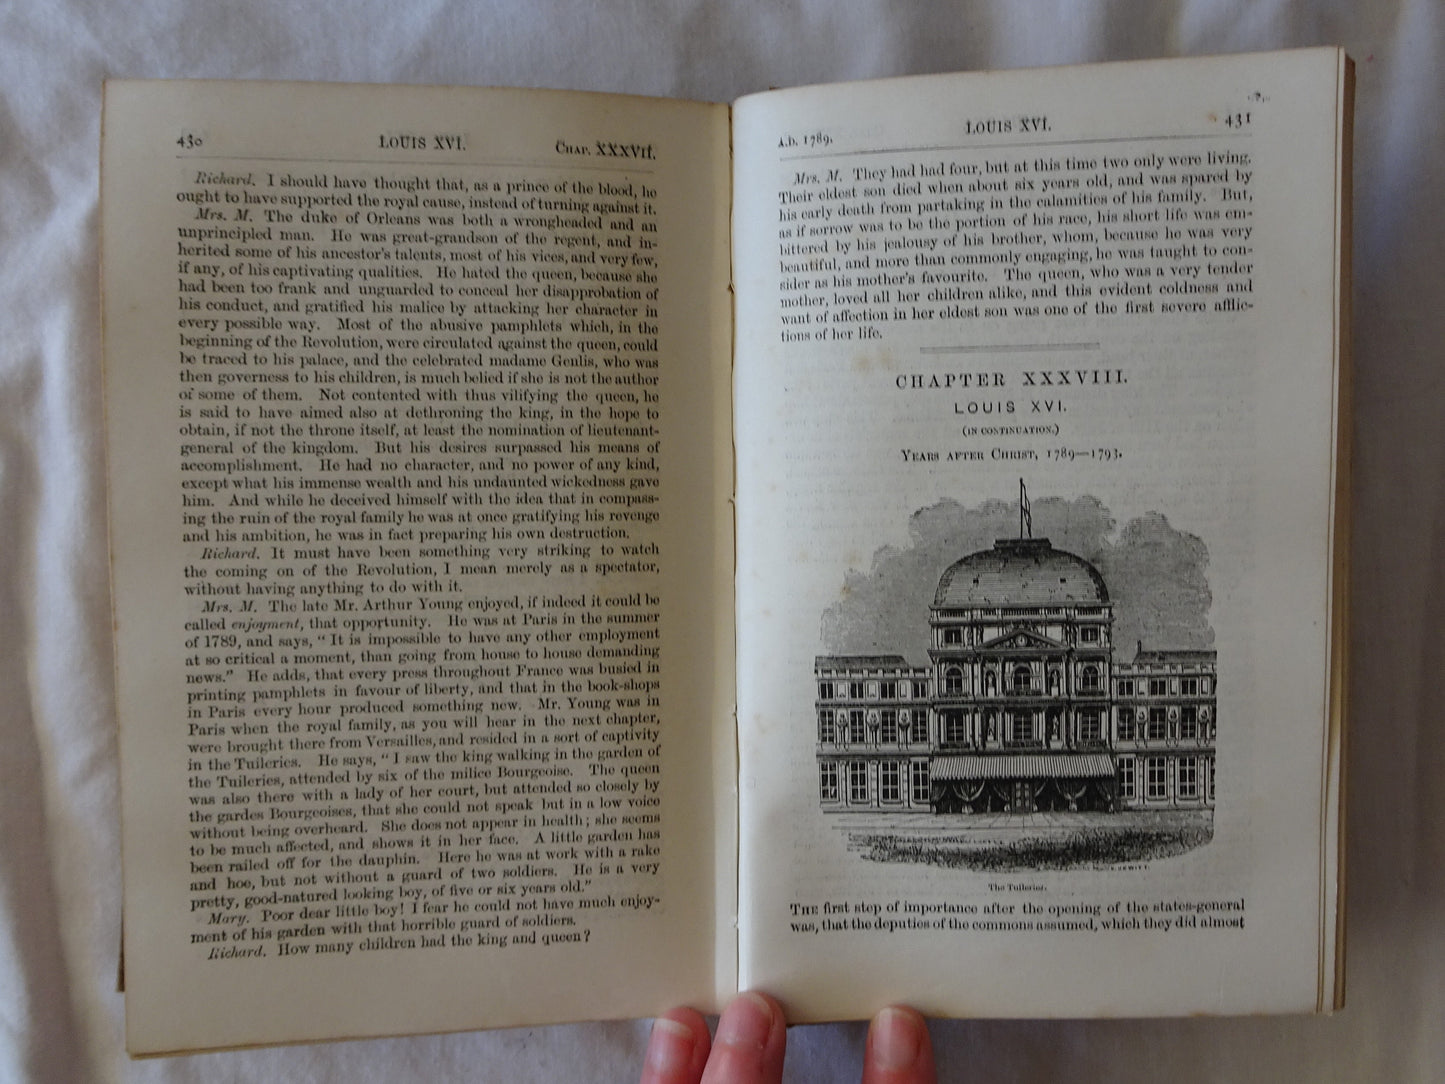 430 LOUIS XVI. CHAP. XXXVII.
Richard. I should have thought that, as a prince of the blood, he
ought to have supported the royal cause, instead of turning against it.
Mrs. M. The duke of Orleans was both a wrongheaded and an
unprincipled man. He was great-grandson of the regent, and in-
herited some of his ancestor's talents, most of his vices, and very few,
if any, of his captivating qualities. He hated the queen, because she
had been too frank and unguarded to conceal her disapprobation of
his conduct, and gratified his malice by attacking her character in
every possible way. Most of the abusive pamphlets which, in the
beginning of the Revolution, were circulated against the queen, could
be traced to his palace, and the celebrated madame Genlis, who was
then governess to his children, is much belied if she is not the author
of some of them. Not contented with thus vilifying the queen, he
is said to have aimed also at dethroning the king, in the hope to
obtain, if not the throne itself, at least the nomination of lieutenant-
general of the kingdom. But his desires surpassed his means of
accomplishment. He had no character, and no power of any kind,
except what his immense wealth and his undaunted wickedness gave
him. And while he deceived himself with the idea that in compass-
ing the ruin of the royal family he was at once gratifying his revenge
and his ambition, he was in fact preparing his own destruction.
Richard. It must have been something very striking to watch
the coming on of the Revolution, I mean merely as a spectator,
without having anything to do with it.
Mrs. M. The late Mr. Arthur Young enjoyed, if indeed it could be
called enjoyment, that opportunity. He was at Paris in the summer
of 1789, and says, "It is impossible to have any other employment
at so critical a moment, than going from house to house demanding
news." He adds, that every press throughout France was busied in
printing pamphlets in favour of liberty, and that in the book-shops
in Paris every hour produced something new. Mr. Young was in
Paris when the royal family, as you will hear in the next chapter,
were brought there from Versailles, and resided in a sort of captivity
in the Tuileries. He says, "I saw the king walking in the garden of
the Tuileries, attended by six of the milice Bourgeoise. The queen
was also there with a lady of her court, but attended so closely by
the gardes Bourgeoises, that she could not speak but in a low voice
without being overheard. She does not appear in health; she seems
to be much affected, and shows it in her face. A little garden has
been railed off for the dauphin. Here he was at work with a rake
and hoe, but not without a guard of two soldiers. He is a very
pretty, good-natured looking boy, of five or six years old."
Mary. Poor dear little boy! I fear he could not have much enjoy-
ment of his garden with that horrible guard of soldiers.
Richard. How many children had the king and queen?
A.D. 1789. LOUIS XVI. 431
Mrs. M. They had had four, but at this time two only were living.
Their eldest son died when about six years old, and was spared by
his early death from partaking in the calamities of his family. But,
as if sorrow was to be the portion of his race, his short life was em-
bittered by his jealousy of his brother, whom, because he was very
beautiful, and more than commonly engaging, he was taught to con-
sider as his mother's favourite. The queen, who was a very tender
mother, loved all her children alike, and this evident coldness and
want of affection in her eldest son was one of the first severe afflic-
tions of her life.
CHAPTER XXXVIII.
LOUIS XVI.
(IN CONTINUATION.)
YEARS AFTER CHRIST, 1789—1793.
The Tuileries.
THE first step of importance after the opening of the states-general
was, that the deputies of the commons assumed, which they did almost